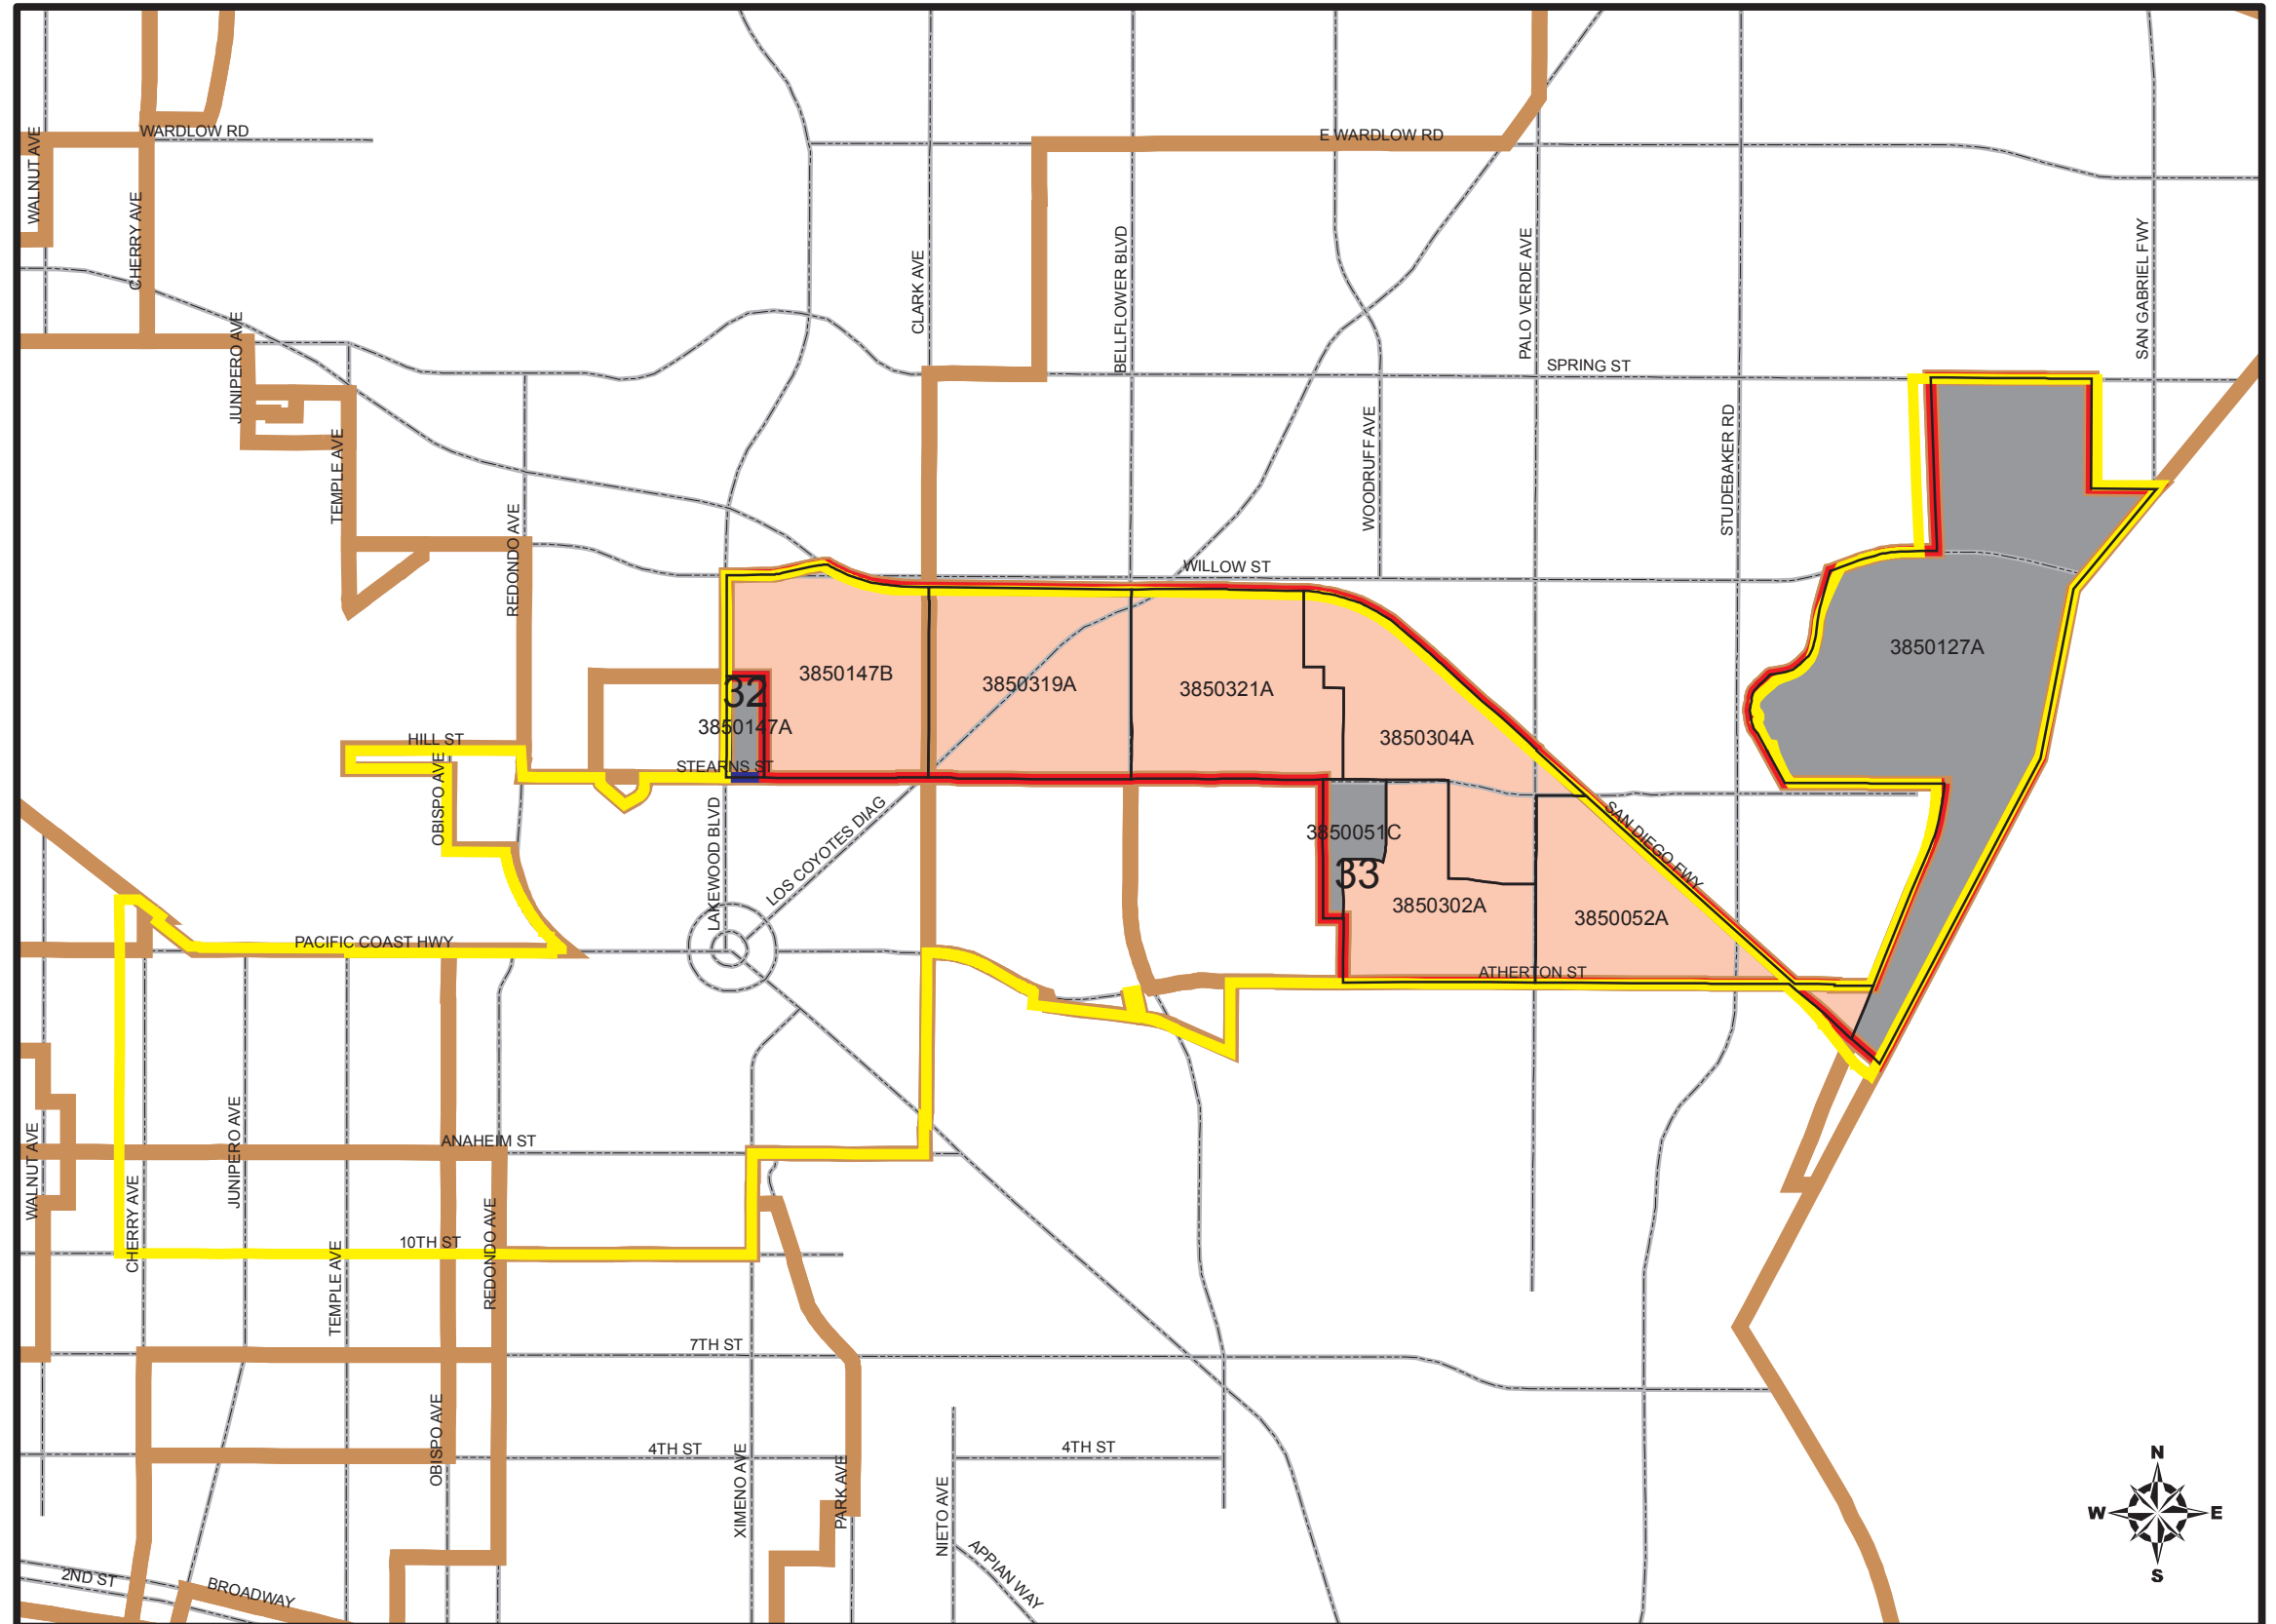 WARDLOW RD
E WARDLOW RD
WALNUT AVE
CHERRY AVE
JUNIPERO AVE
CLARK AVE
BELLFLOWER BLVD
PALO VERDE AVE
SAN GABRIEL FWY
SPRING ST
TEMPLE AVE
REDONDO AVE
WOODRUFF AVE
STUDEBAKER RD
WILLOW ST
3850127A
3850147B
3850319A
3850321A
32
3850147A
3850304A
HILL ST
OBISPO AVE
STEARNS ST
LAKEWOOD BLVD
LOS COYOTES DIAG
SAN DIEGO FWY
3850051C
33
3850302A
3850052A
PACIFIC COAST HWY
ATHERTON ST
WALNUT AVE
JUNIPERO AVE
ANAHEIM ST
CHERRY AVE
10TH ST
TEMPLE AVE
REDONDO AVE
7TH ST
OBISPO AVE
4TH ST
XIMENO AVE
PARK AVE
NIETO AVE
4TH ST
APPIAN WAY
2ND ST
BROADWAY
N
W
E
S